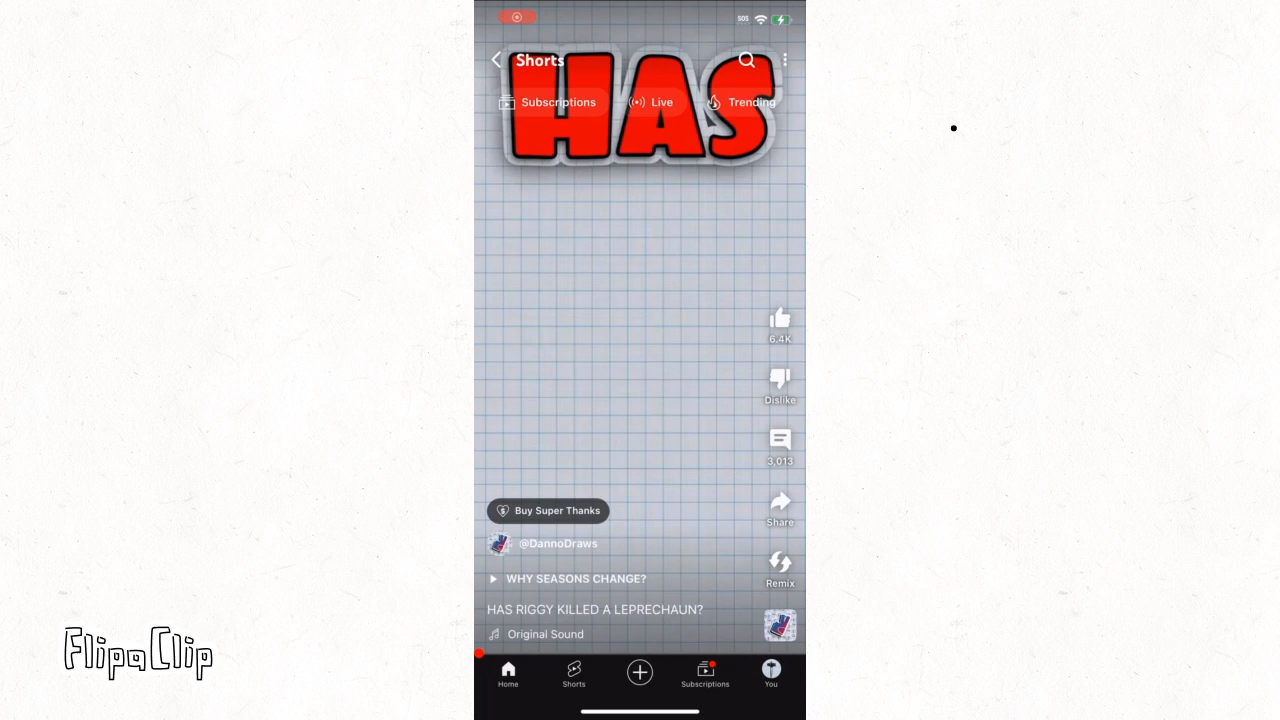 SOS
HAS
Shorts
Subscriptions
Live
Trending
6.4K
Dislike
3,013
Share
Remix
Buy Super Thanks
@DannoDraws
WHY SEASONS CHANGE?
HAS RIGGY KILLED A LEPRECHAUN?
Original Sound
Home
Shorts
Subscriptions
You
FlipaClip